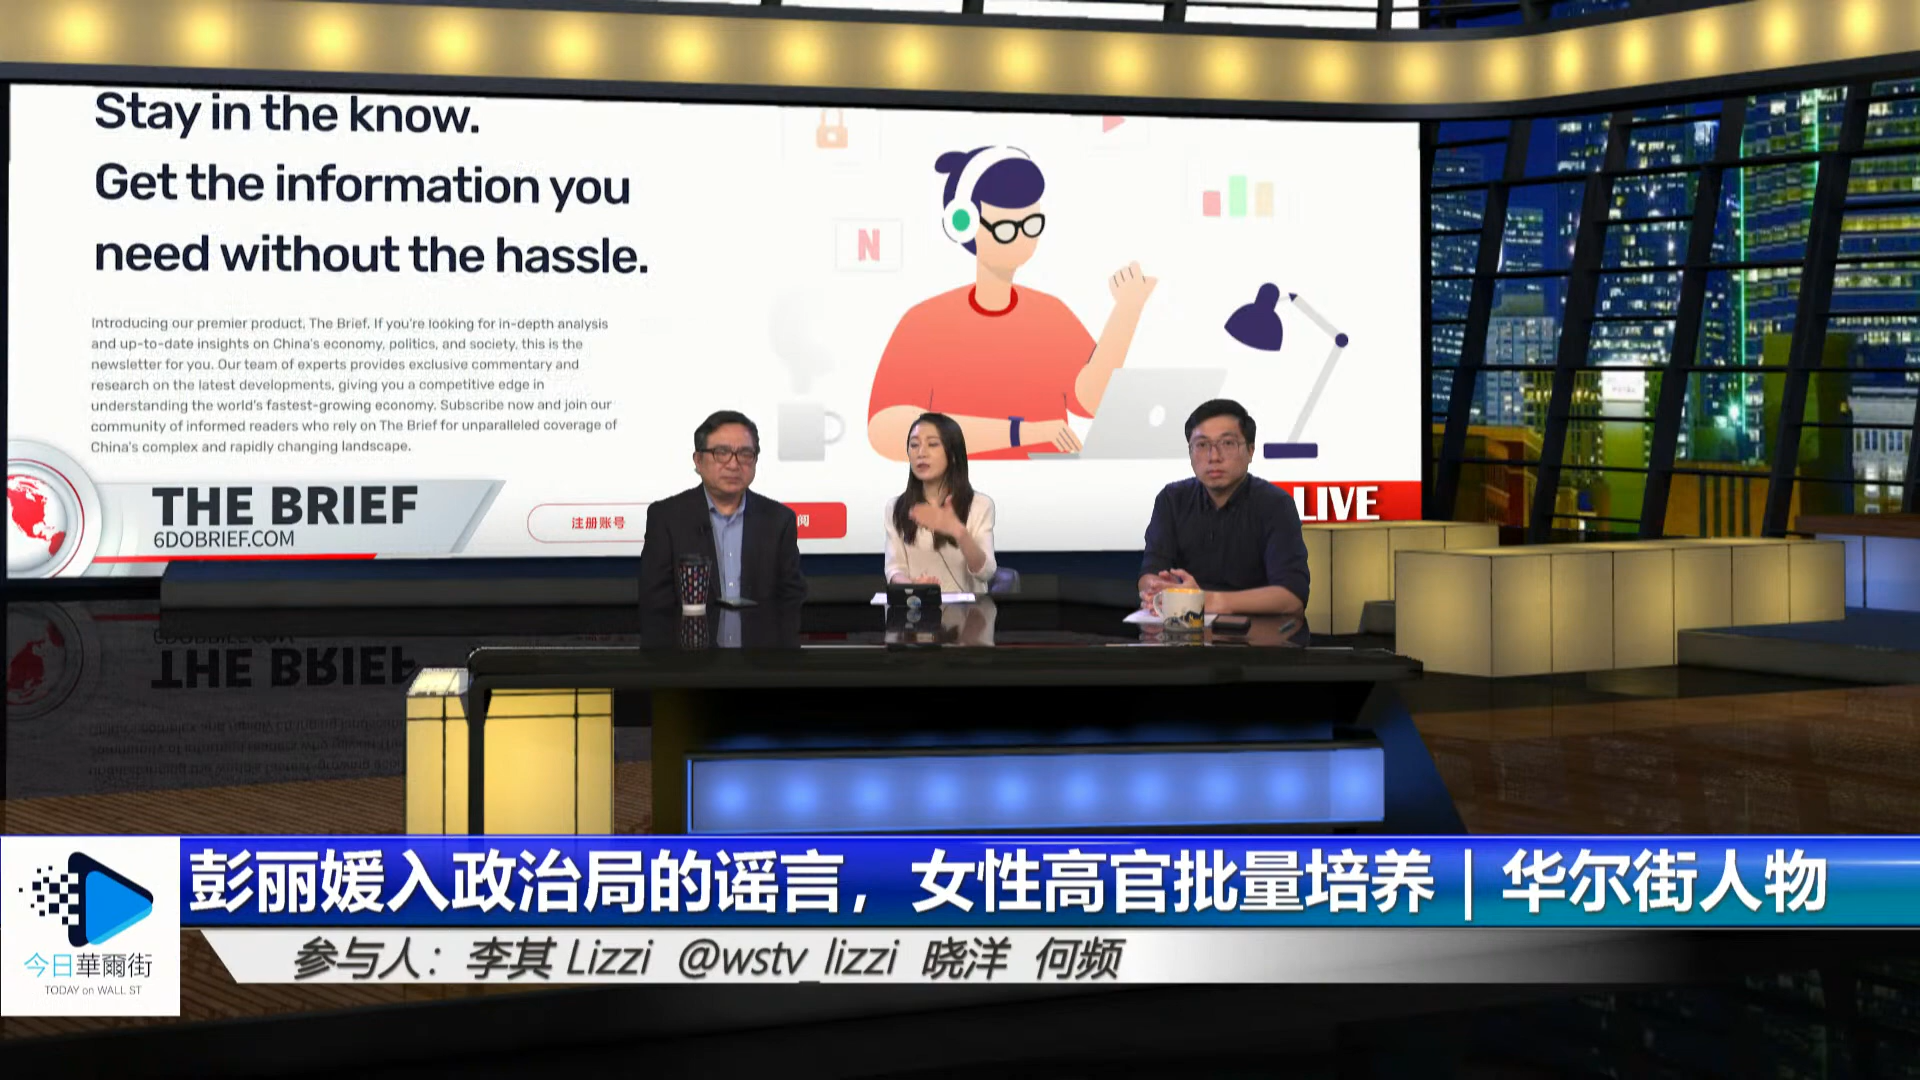 Stay in the know.
Get the information you
need without the hassle.
N
Introducing our premier product, The Brief. If you're looking for in-depth analysis
and up-to-date insights on China's economy, politics, and society, this is the
newsletter for you. Our team of experts provides exclusive commentary and
research on the latest developments, giving you a competitive edge in
understanding the world's fastest-growing economy. Subscribe now and join our
community of informed readers who rely on The Brief for unparalleled coverage of
China's complex and rapidly changing landscape.
THE BRIEF
6DOBRIEF.COM
注册账号
阅
LIVE
彭丽媛入政治局的谣言，女性高官批量培养｜华尔街人物
参与人：李其 Lizzi @wstv_lizzi 晓洋 何频
今日華爾街
TODAY on WALL ST